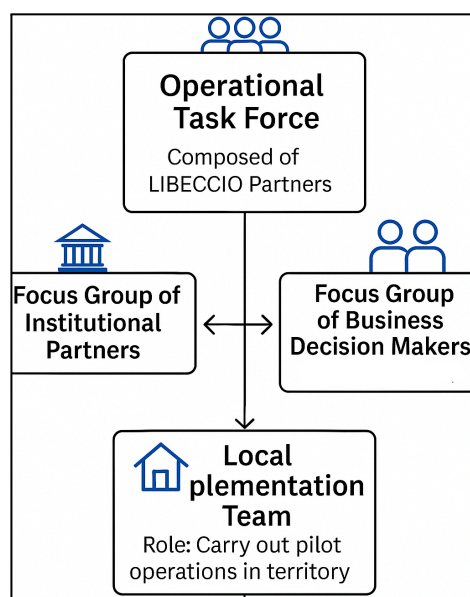 Operational
Task Force
Composed of
LIBECCIO Partners
Focus Group of
Institutional
Partners
Focus Group
of Business
Decision Makers
Local
plementation
Team
Role: Carry out pilot
operations in territory